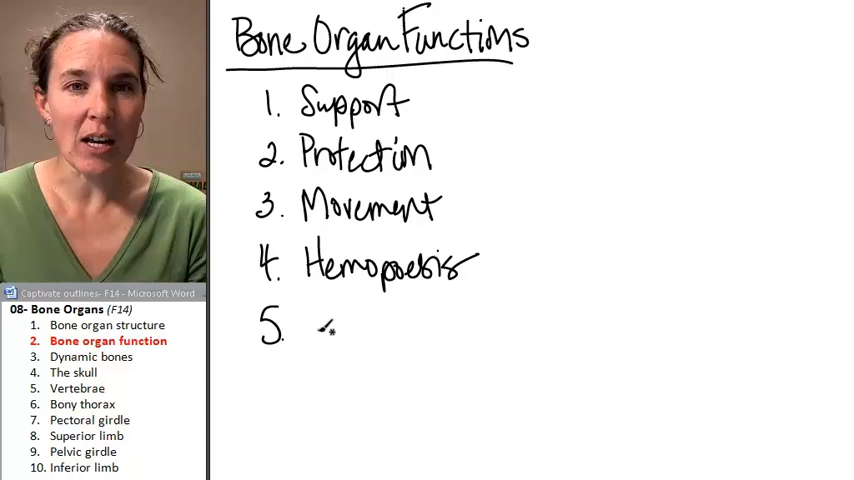 Bone Organ Functions
1. Support
2. Protection
3. Movement
4. Hemopoesis
5.
Captivate outlines- F14 - Microsoft Word
08- Bone Organs (F14)
1. Bone organ structure
2. Bone organ function
3. Dynamic bones
4. The skull
5. Vertebrae
6. Bony thorax
7. Pectoral girdle
8. Superior limb
9. Pelvic girdle
10. Inferior limb